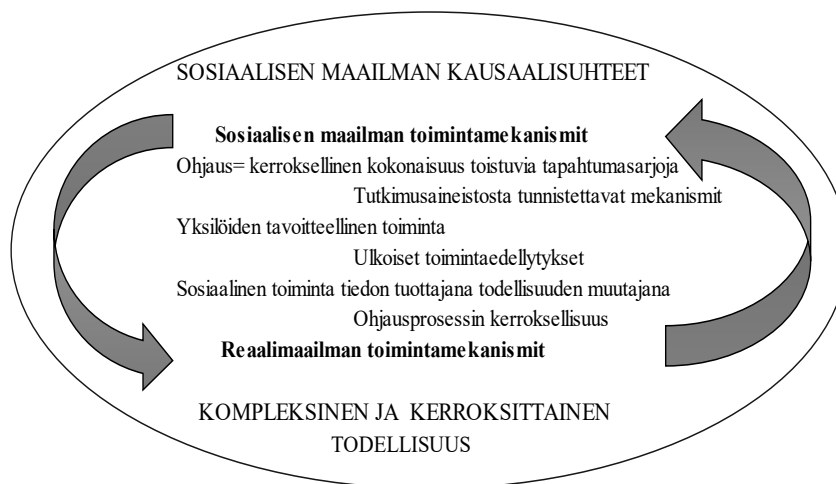 SOSIAALISEN MAAILMAN KAUSAALISUHTEET
Sosiaalisen maailman toimintamekanismit
Ohjaus= kerroksellinen kokonaisuus toistuvia tapahtumasarjoja
Tutkimusaineistosta tunnistettavat mekanismit
Yksilöiden tavoitteellinen toiminta
Ulkoiset toimintaedellytykset
Sosiaalinen toiminta tiedon tuottajana todellisuuden muutajana
Ohjausprosessin kerroksellisuus
Reaalimaailman toimintamekanismit
KOMPLEKSINEN JA KERROKSITTAINEN
TODELLISUUS